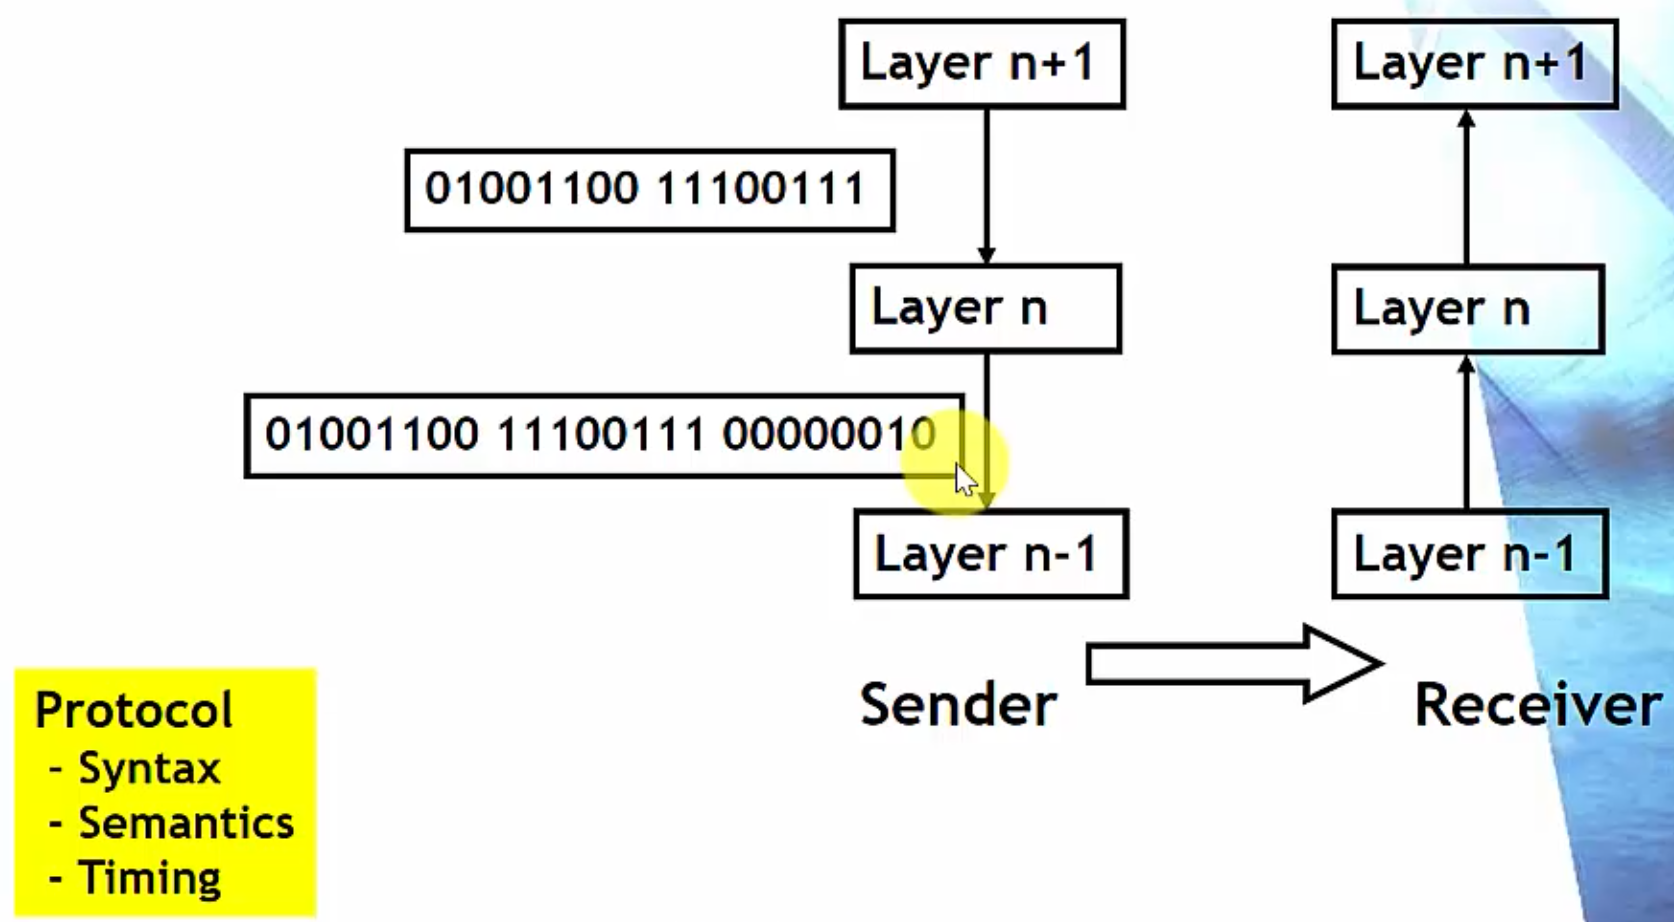 Layer n+1
Layer n+1
01001100 11100111
Layer n
Layer n
01001100 11100111 00000010
Layer n-1
Layer n-1
Sender
Receiver
Protocol
- Syntax
- Semantics
- Timing